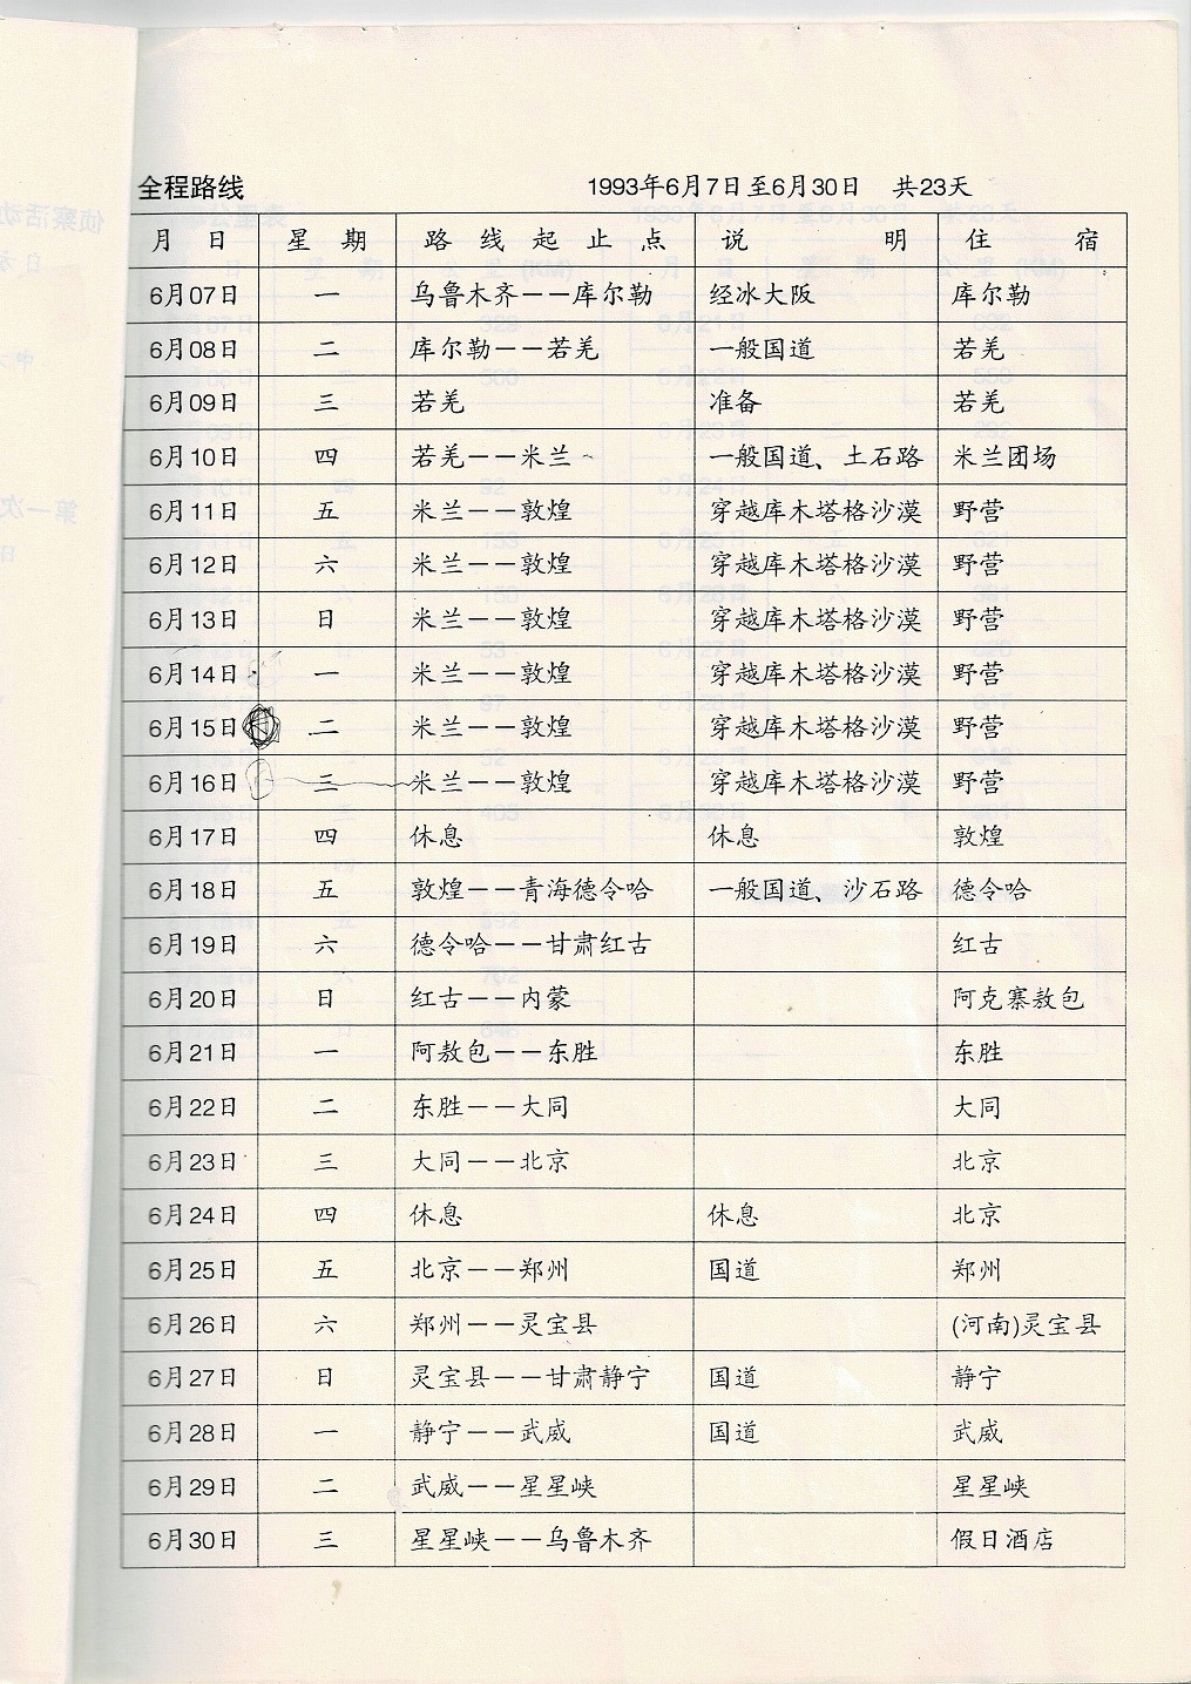 全程路线 1993年6月7日至6月30日 共23天
月 日 星 期 路 线 起 止 点 说 明 住 宿
6月07日 一 乌鲁木齐——库尔勒 经冰大阪 库尔勒
6月08日 二 库尔勒——若羌 一般国道 若羌
6月09日 三 若羌 准备 若羌
6月10日 四 若羌——米兰 一般国道、土石路 米兰团场
6月11日 五 米兰——敦煌 穿越库木塔格沙漠 野营
6月12日 六 米兰——敦煌 穿越库木塔格沙漠 野营
6月13日 日 米兰——敦煌 穿越库木塔格沙漠 野营
6月14日 一 米兰——敦煌 穿越库木塔格沙漠 野营
6月15日 二 米兰——敦煌 穿越库木塔格沙漠 野营
6月16日 三 米兰——敦煌 穿越库木塔格沙漠 野营
6月17日 四 休息 休息 敦煌
6月18日 五 敦煌——青海德令哈 一般国道、沙石路 德令哈
6月19日 六 德令哈——甘肃红古 红古
6月20日 日 红古——内蒙 阿克寨敖包
6月21日 一 阿敖包——东胜 东胜
6月22日 二 东胜——大同 大同
6月23日 三 大同——北京 北京
6月24日 四 休息 休息 北京
6月25日 五 北京——郑州 国道 郑州
6月26日 六 郑州——灵宝县 (河南)灵宝县
6月27日 日 灵宝县——甘肃静宁 国道 静宁
6月28日 一 静宁——武威 国道 武威
6月29日 二 武威——星星峡 星星峡
6月30日 三 星星峡——乌鲁木齐 假日酒店